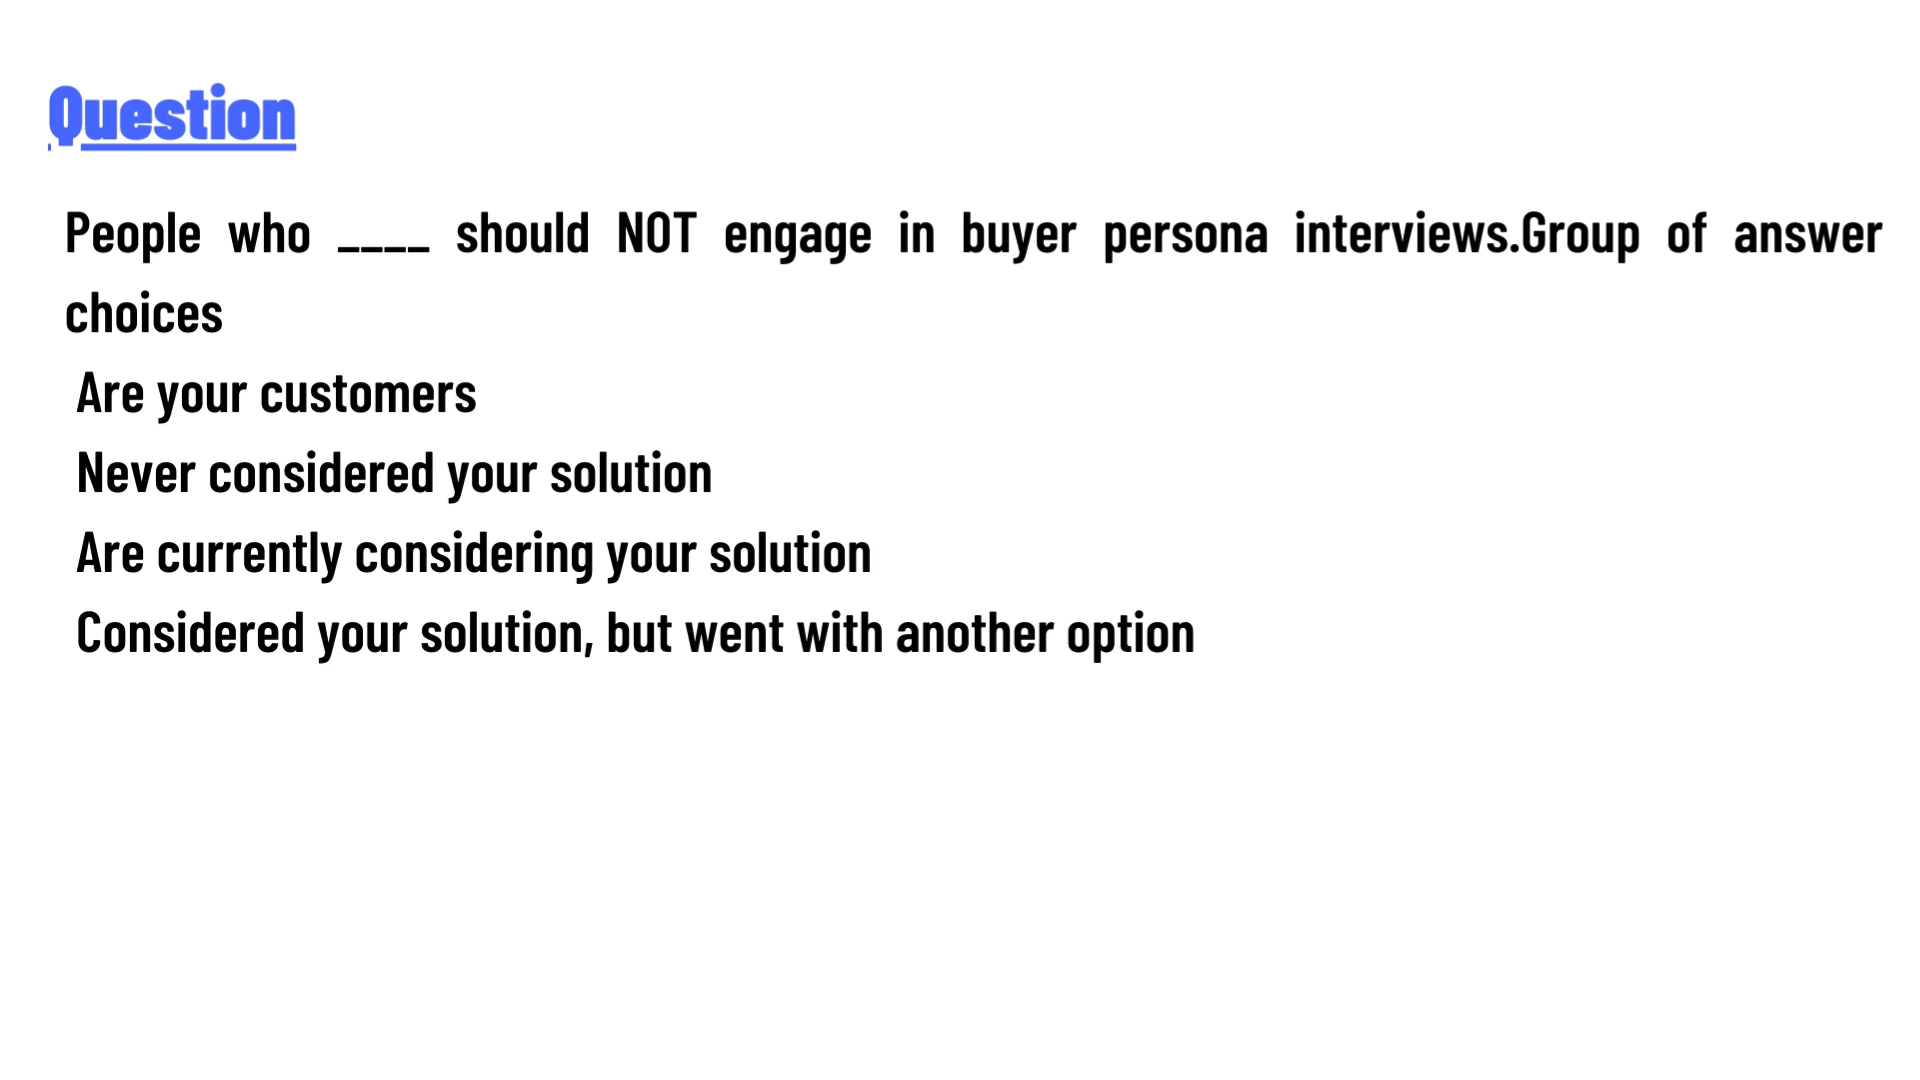 Question
People who ____ should NOT engage in buyer persona interviews.Group of answer
choices
Are your customers
Never considered your solution
Are currently considering your solution
Considered your solution, but went with another option